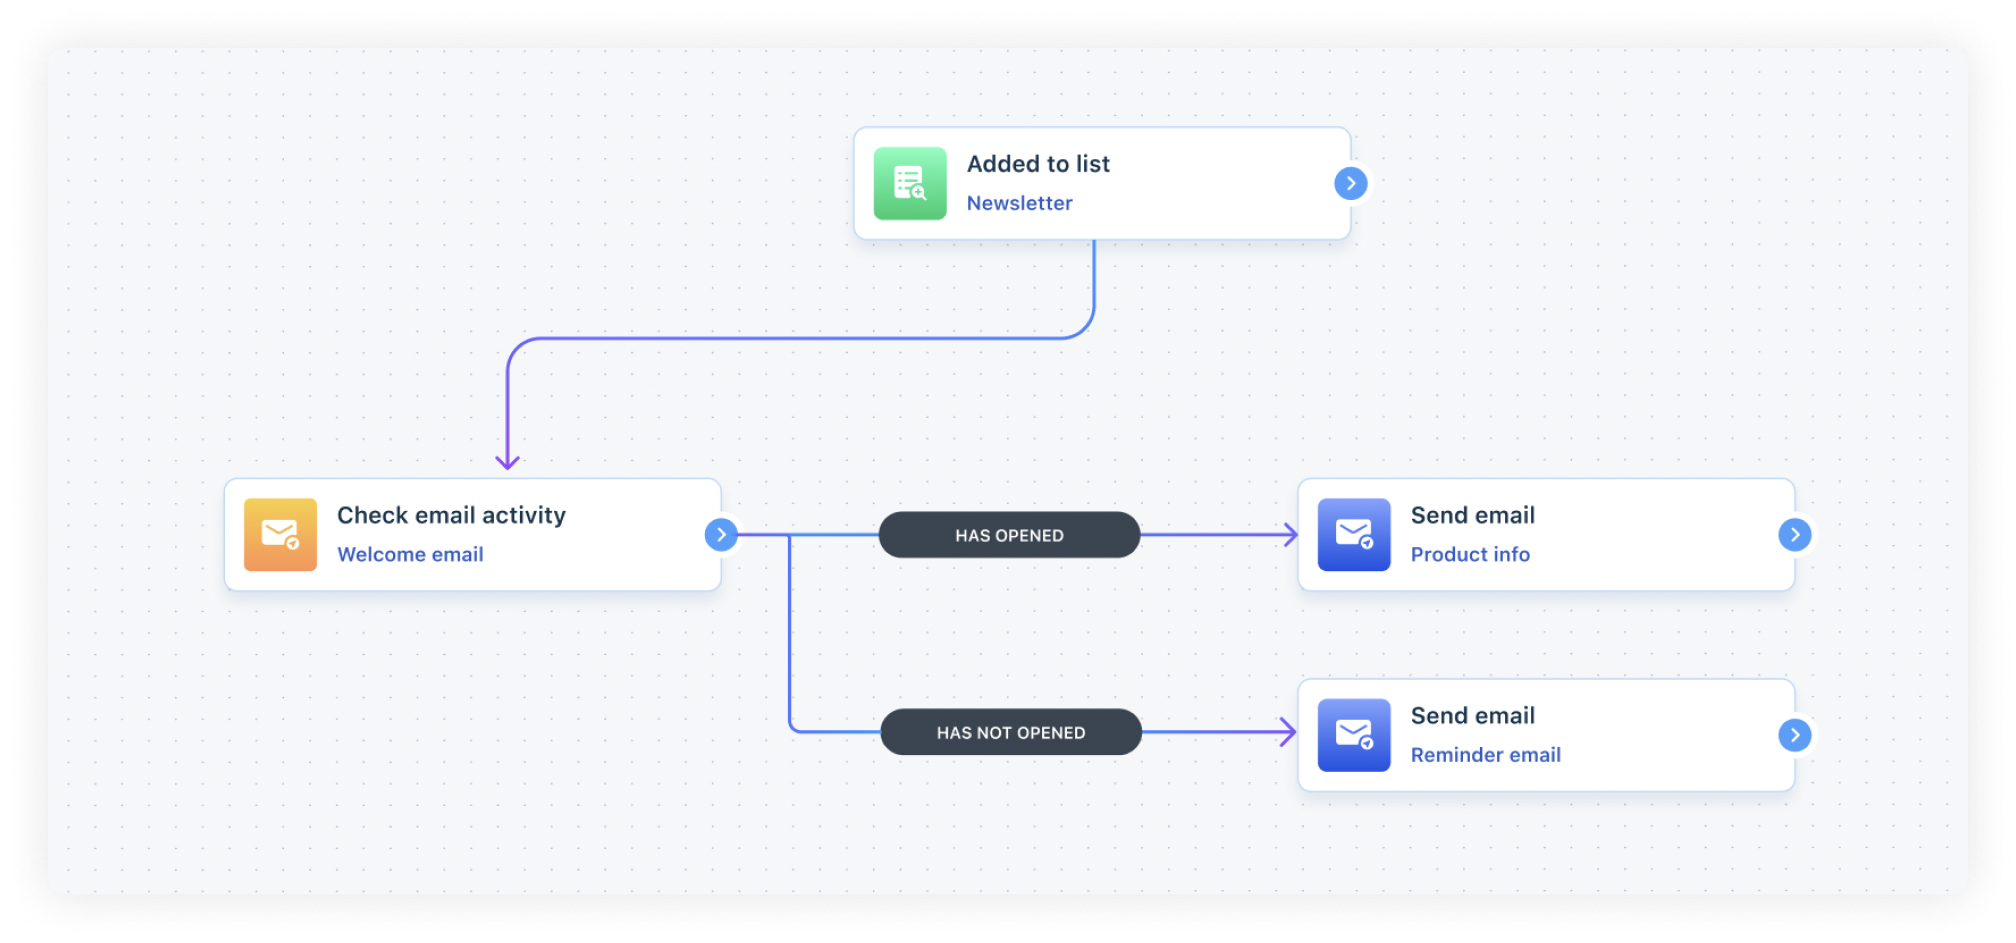 Added to list
Newsletter
Check email activity
Welcome email
HAS OPENED
Send email
Product info
HAS NOT OPENED
Send email
Reminder email